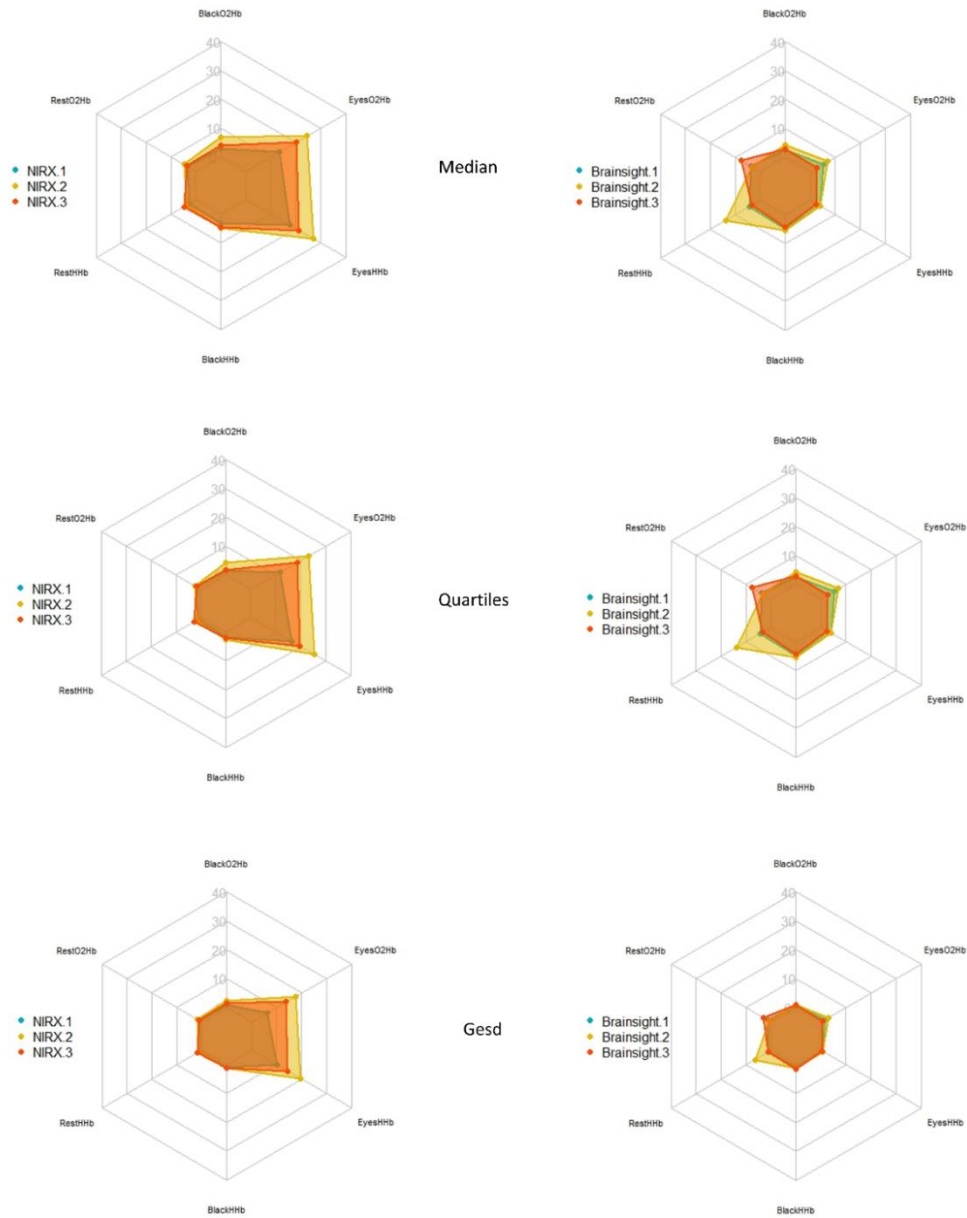 BlackO2Hb
40
30
20
10
RestO2Hb
EyesO2Hb
NIRX.1
NIRX.2
NIRX.3
RestHHb
EyesHHb
BlackHHb
Median
BlackO2Hb
40
30
20
10
RestO2Hb
EyesO2Hb
Brainsight.1
Brainsight.2
Brainsight.3
RestHHb
EyesHHb
BlackHHb
BlackO2Hb
40
30
20
10
RestO2Hb
EyesO2Hb
NIRX.1
NIRX.2
NIRX.3
RestHHb
EyesHHb
BlackHHb
Quartiles
BlackO2Hb
40
30
20
10
RestO2Hb
EyesO2Hb
Brainsight.1
Brainsight.2
Brainsight.3
RestHHb
EyesHHb
BlackHHb
BlackO2Hb
40
30
20
10
RestO2Hb
EyesO2Hb
NIRX.1
NIRX.2
NIRX.3
RestHHb
EyesHHb
BlackHHb
Gesd
BlackO2Hb
40
30
20
10
RestO2Hb
EyesO2Hb
Brainsight.1
Brainsight.2
Brainsight.3
RestHHb
EyesHHb
BlackHHb